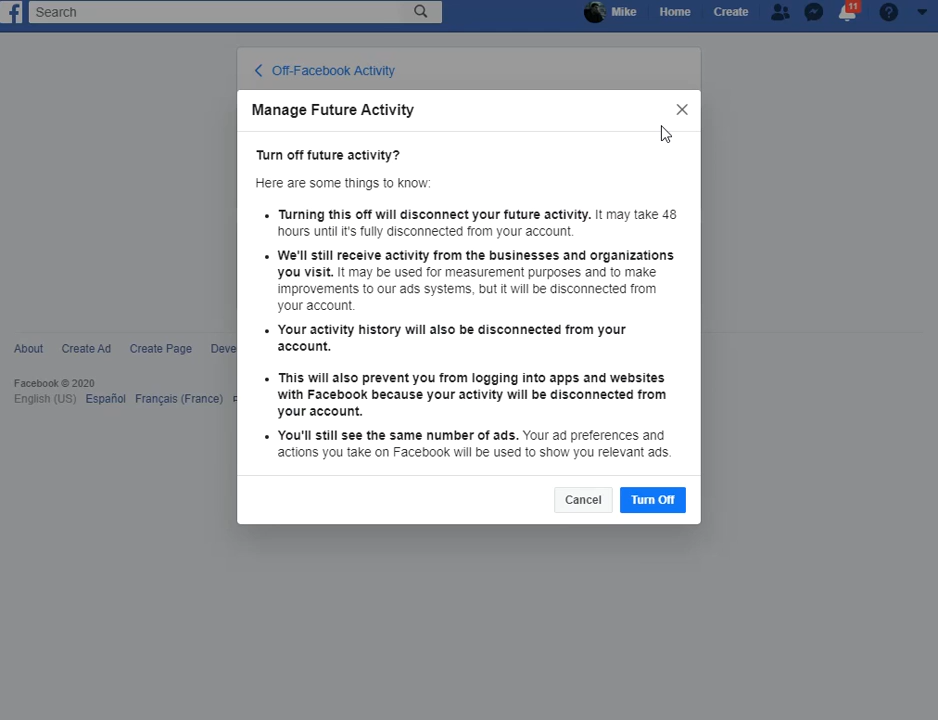 f Search Mike Home Create 11 ?
Off-Facebook Activity
Manage Future Activity
Turn off future activity?
Here are some things to know:
• Turning this off will disconnect your future activity. It may take 48
hours until it's fully disconnected from your account.
• We'll still receive activity from the businesses and organizations
you visit. It may be used for measurement purposes and to make
improvements to our ads systems, but it will be disconnected from
your account.
• Your activity history will also be disconnected from your
account.
• This will also prevent you from logging into apps and websites
with Facebook because your activity will be disconnected from
your account.
• You'll still see the same number of ads. Your ad preferences and
actions you take on Facebook will be used to show you relevant ads.
Cancel Turn Off
About Create Ad Create Page Deve
Facebook © 2020
English (US) Español Français (France)